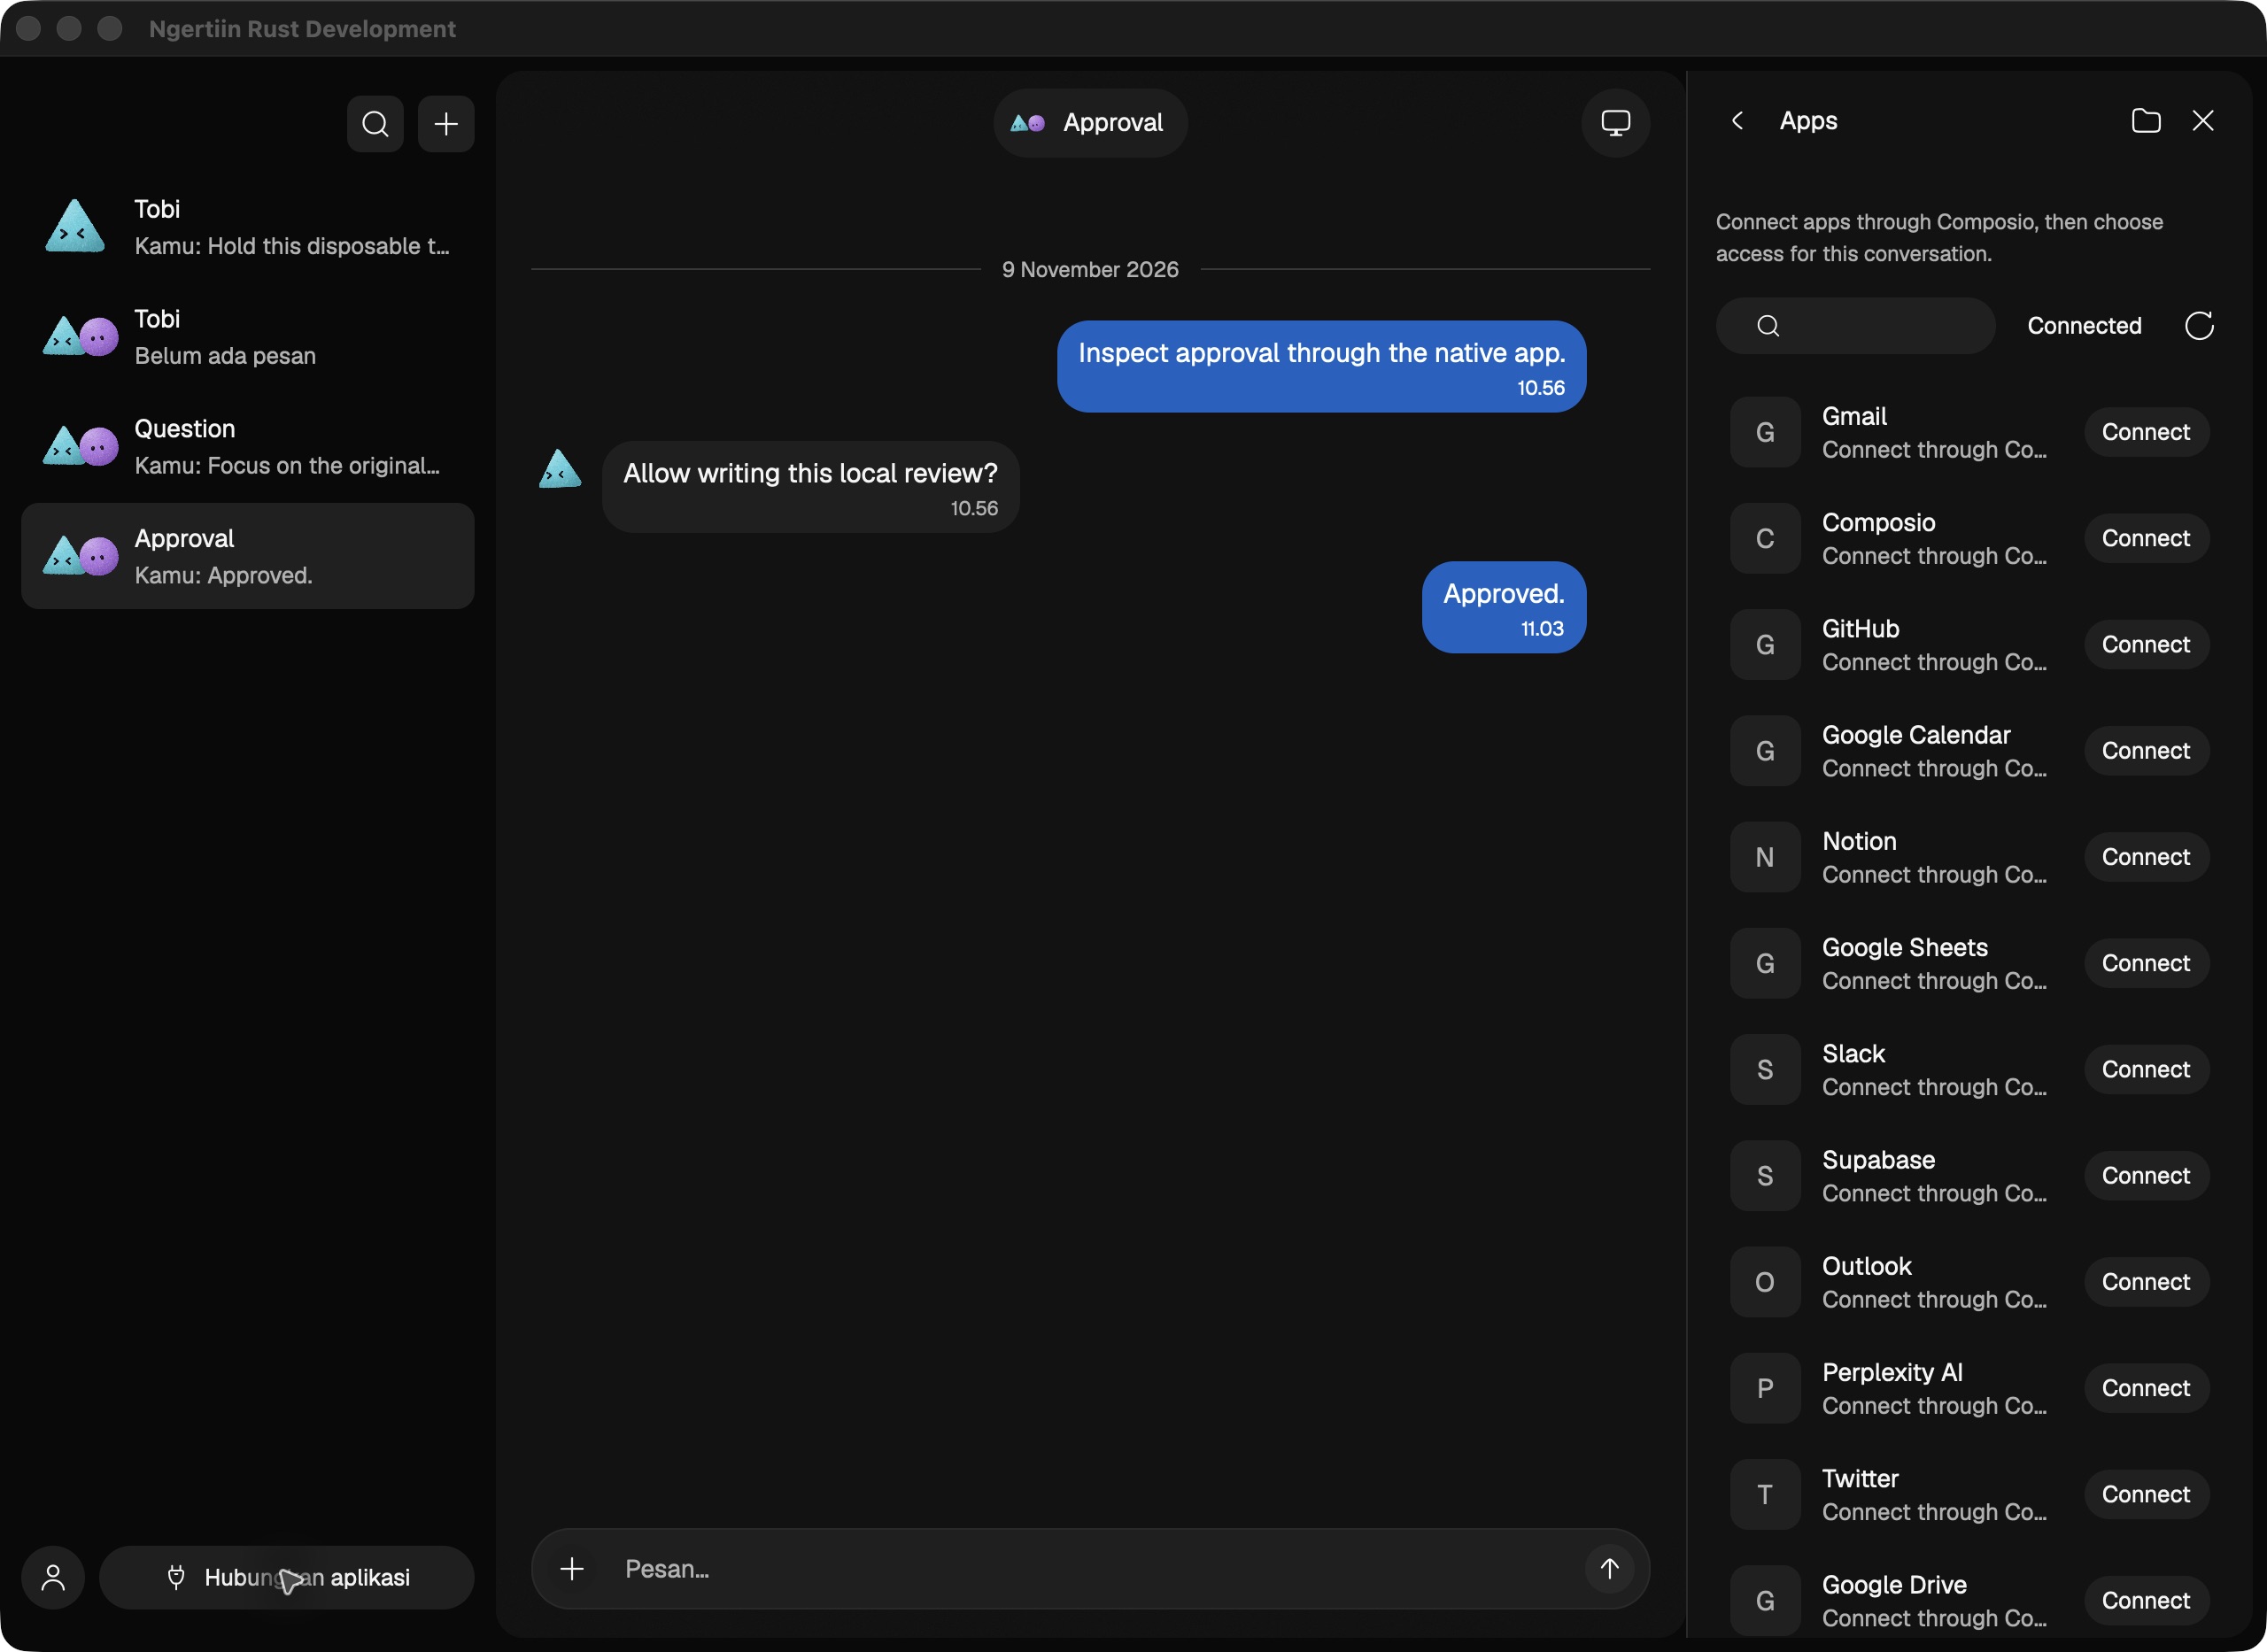 Ngertiin Rust Development
Tobi
Kamu: Hold this disposable t...
Tobi
Belum ada pesan
Question
Kamu: Focus on the original...
Approval
Kamu: Approved.
Hubungkan aplikasi
Approval
9 November 2026
Inspect approval through the native app.
10.56
Allow writing this local review?
10.56
Approved.
11.03
Pesan...
Apps
Connect apps through Composio, then choose
access for this conversation.
Connected
G
Gmail
Connect through Co...
Connect
C
Composio
Connect through Co...
Connect
G
GitHub
Connect through Co...
Connect
G
Google Calendar
Connect through Co...
Connect
N
Notion
Connect through Co...
Connect
G
Google Sheets
Connect through Co...
Connect
S
Slack
Connect through Co...
Connect
S
Supabase
Connect through Co...
Connect
O
Outlook
Connect through Co...
Connect
P
Perplexity AI
Connect through Co...
Connect
T
Twitter
Connect through Co...
Connect
G
Google Drive
Connect through Co...
Connect